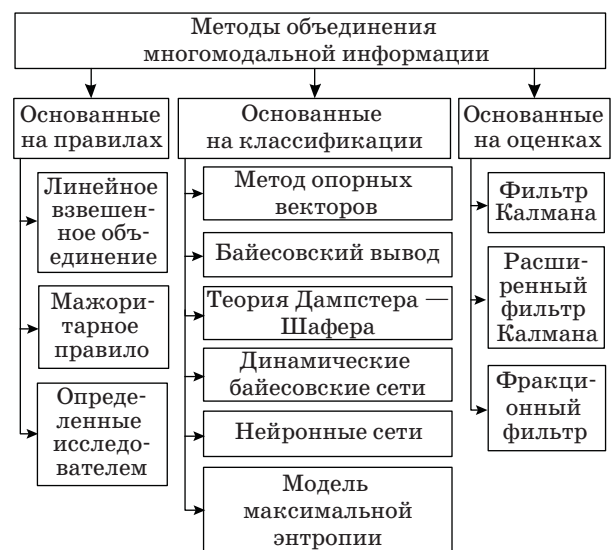 Методы объединения
многомодальной информации
Основанные
на правилах
Линейное
взвешен-
ное объ-
единение
Мажори-
тарное
правило
Опреде-
ленные
исследо-
вателем
Основанные
на классификации
Метод опорных
векторов
Байесовский вывод
Теория Дампстера —
Шафера
Динамические
байесовские сети
Нейронные сети
Модель
максимальной
энтропии
Основанные
на оценках
Фильтр
Калмана
Расши-
ренный
фильтр
Калмана
Фракци-
онный
фильтр